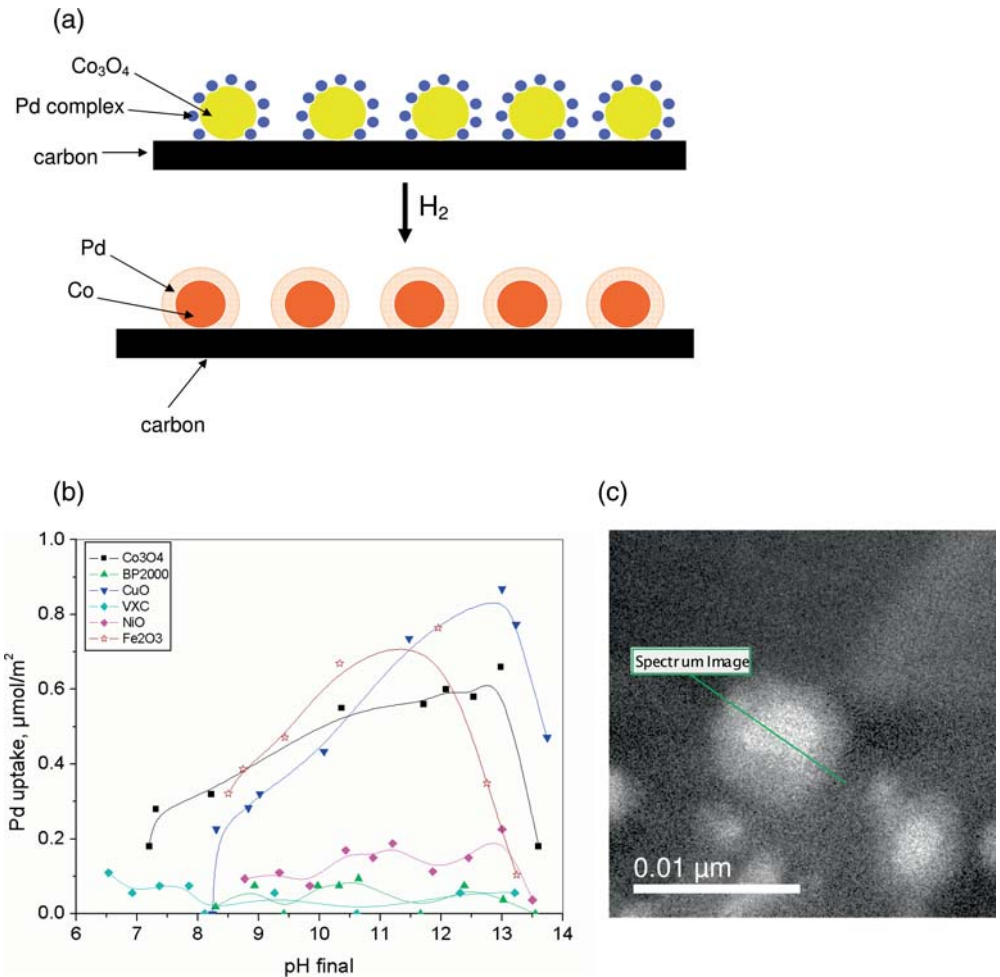 (a)
Co₃O₄
Pd complex
carbon
H₂
Pd
Co
carbon
(b)
(c)
1.0
0.8
0.6
0.4
0.2
0.0
Pd uptake, µmol/m²
Co3O4
BP2000
CuO
VXC
NiO
Fe2O3
6 7 8 9 10 11 12 13 14
pH final
Spectrum Image
0.01 µm